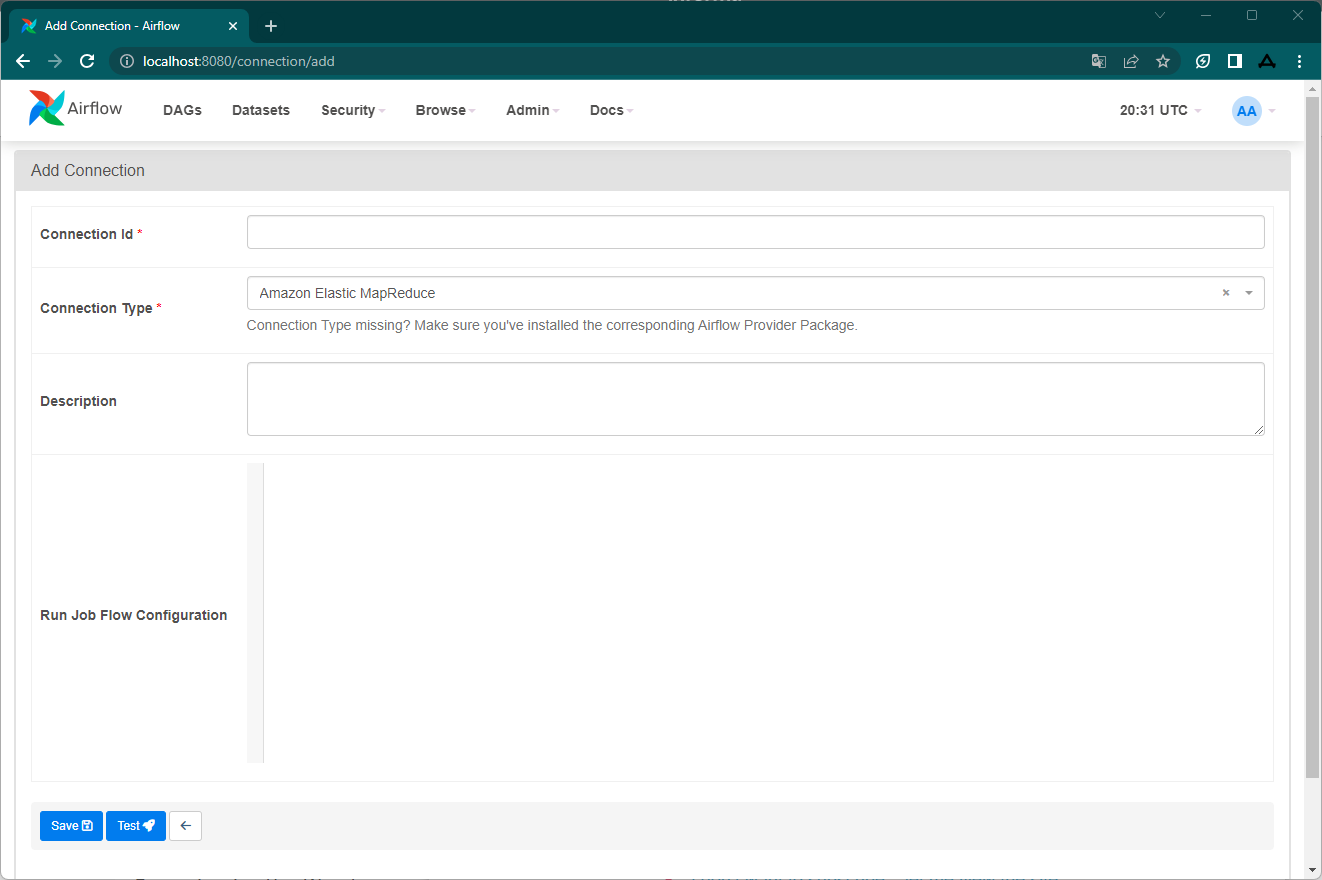 Add Connection - Airflow
localhost:8080/connection/add
Airflow DAGs Datasets Security Browse Admin Docs 20:31 UTC AA
Add Connection
Connection Id *
Connection Type * Amazon Elastic MapReduce
Connection Type missing? Make sure you've installed the corresponding Airflow Provider Package.
Description
Run Job Flow Configuration
Save Test